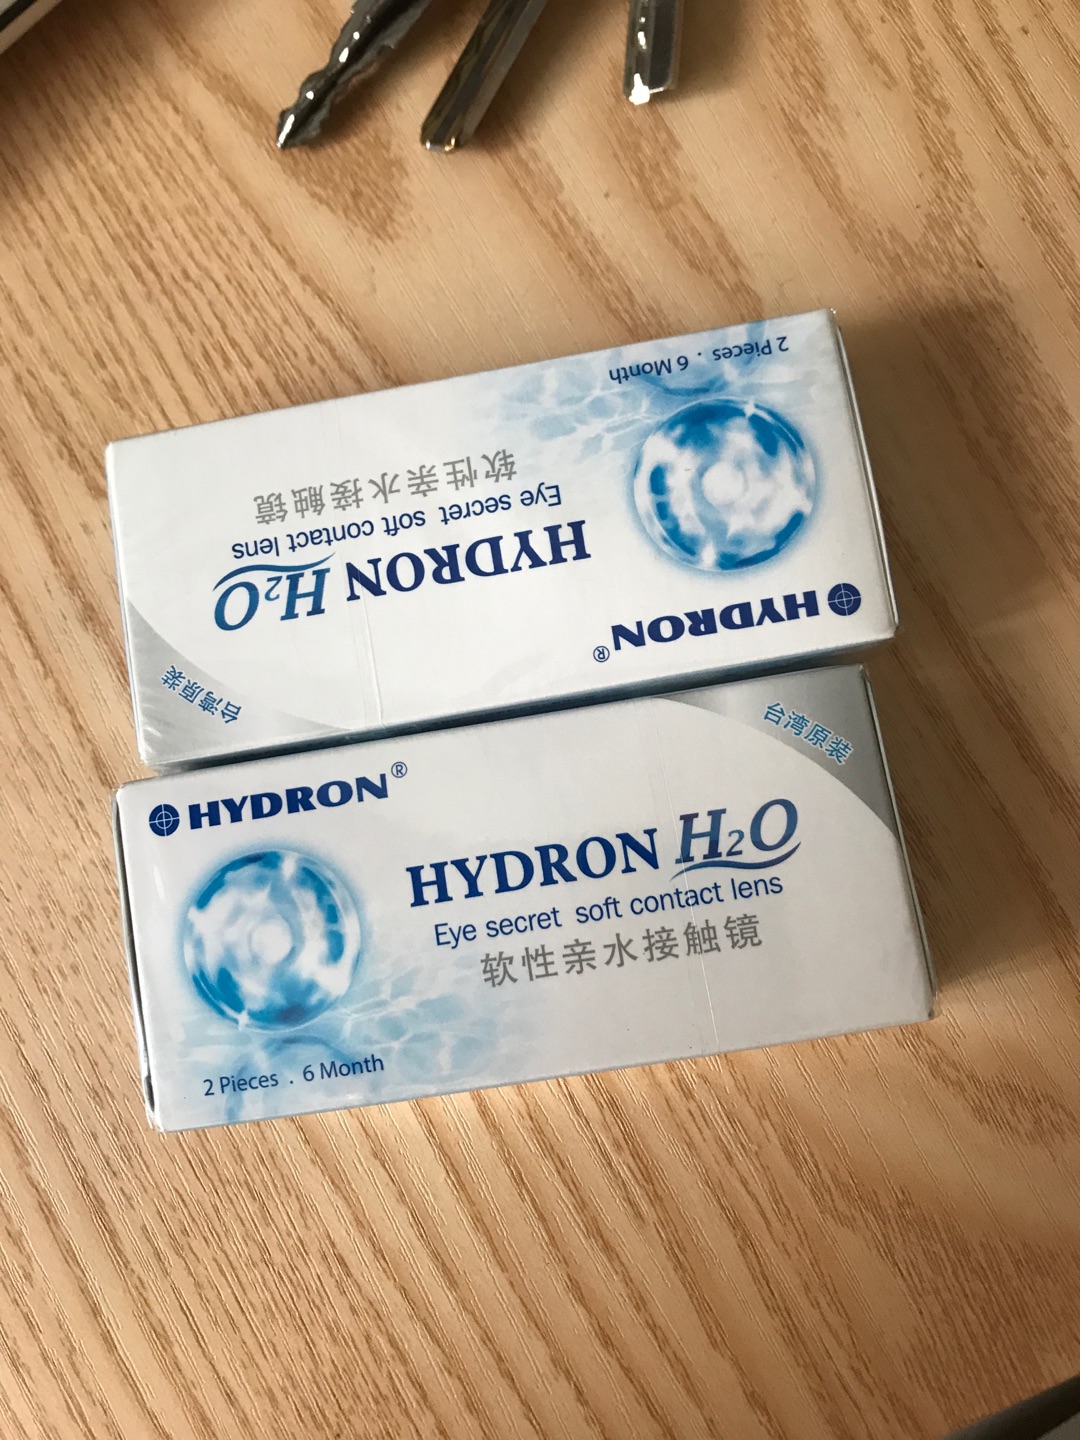 2 Pieces . 6 Month
软性亲水接触镜
Eye secret soft contact lens
HYDRON H2O
HYDRON®
台湾原装
HYDRON®
台湾原装
HYDRON H2O
Eye secret soft contact lens
软性亲水接触镜
2 Pieces . 6 Month